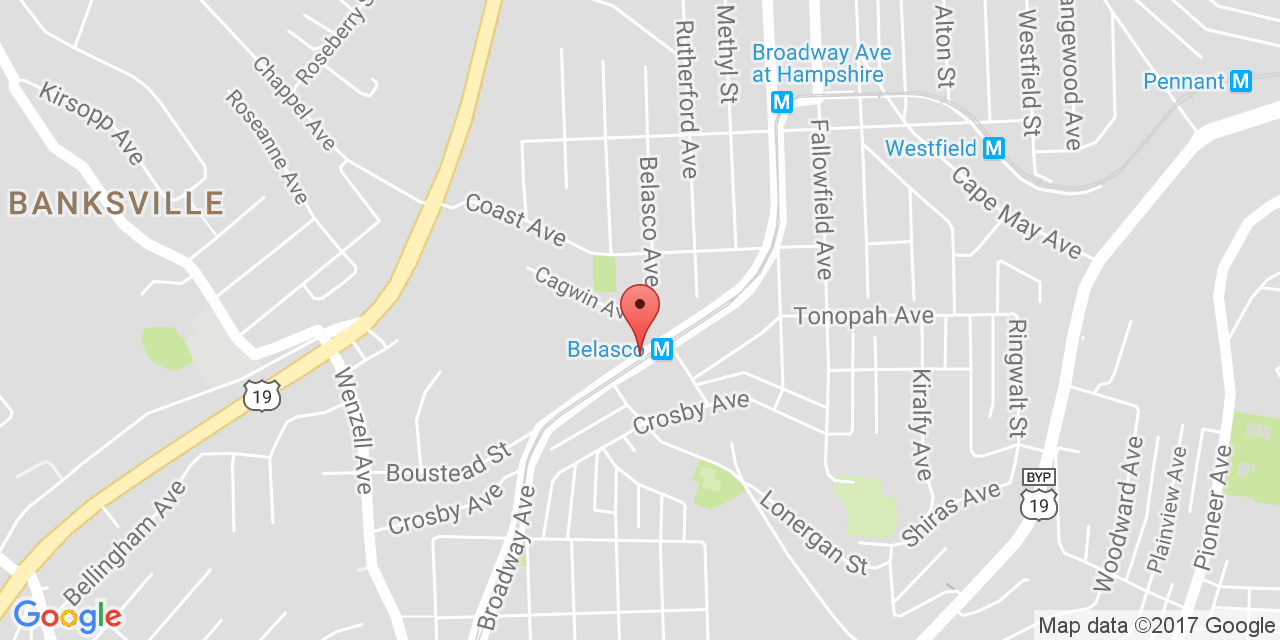 Roseberry S
Chappel Ave
Kirsopp Ave
Roseanne Ave
BANKSVILLE
Coast Ave
Cagwin Av
Belasco Ave
Rutherford Ave
Methyl St
Broadway Ave
at Hampshire
M
Fallowfield Ave
Alton St
Westfield St
angewood Ave
Pennant M
Westfield M
Cape May Ave
Belasco M
Tonopah Ave
Ringwalt St
Kiralfy Ave
Crosby Ave
19
Wenzell Ave
Boustead St
Crosby Ave
Broadway Ave
Bellingham Ave
Lonergan St
Shiras Ave
BYP
19
Woodward Ave
Plainview Ave
Pioneer Ave
Google
Map data ©2017 Google